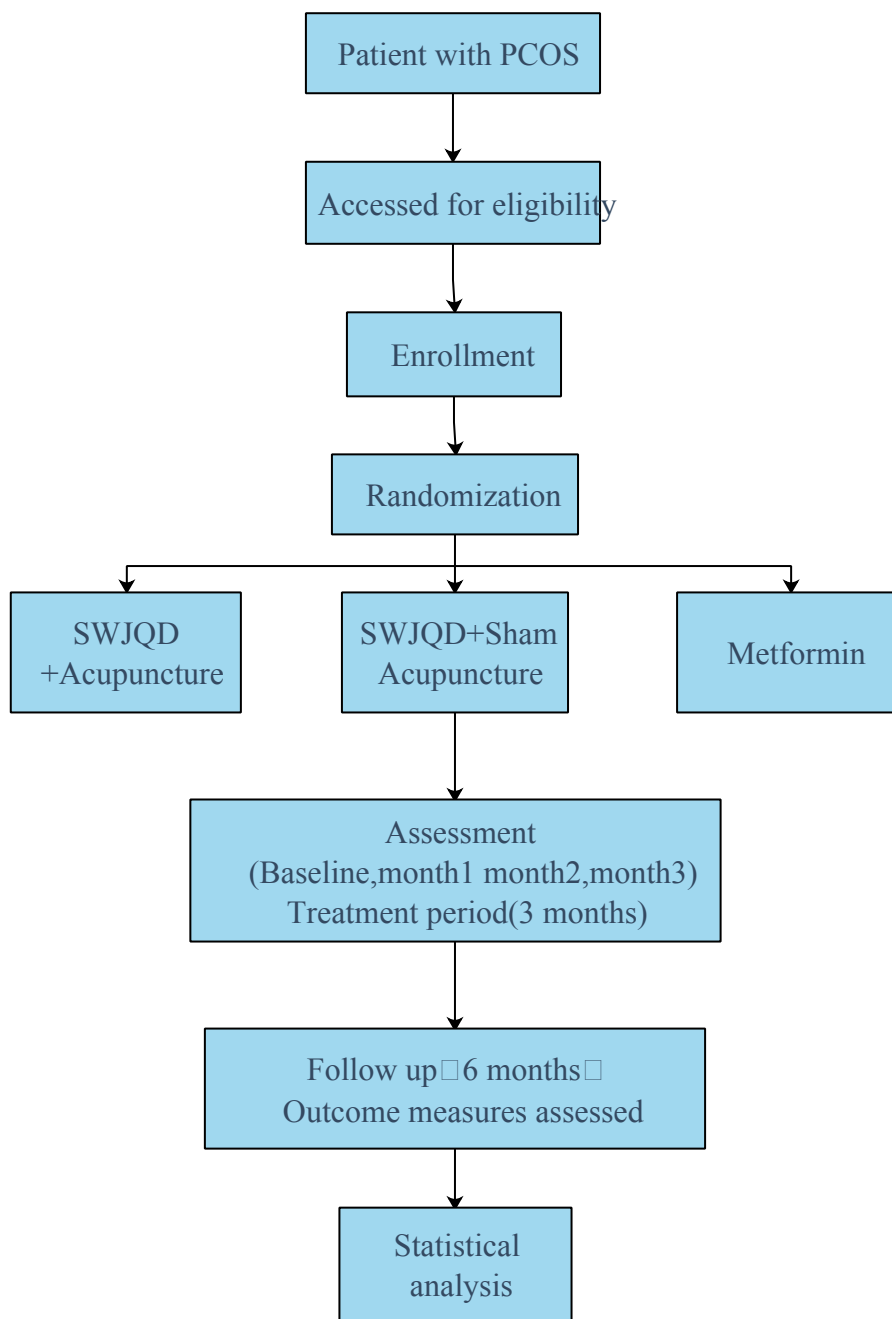 Patient with PCOS
Accessed for eligibility
Enrollment
Randomization
SWJQD
+Acupuncture
SWJQD+Sham
Acupuncture
Metformin
Assessment
(Baseline,month1 month2,month3)
Treatment period(3 months)
Follow up□6 months□
Outcome measures assessed
Statistical
analysis